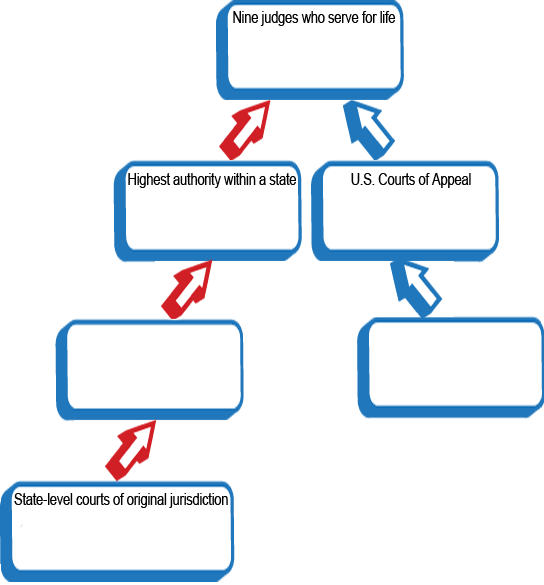 Nine judges who serve for life
Highest authority within a state
U.S. Courts of Appeal
State-level courts of original jurisdiction